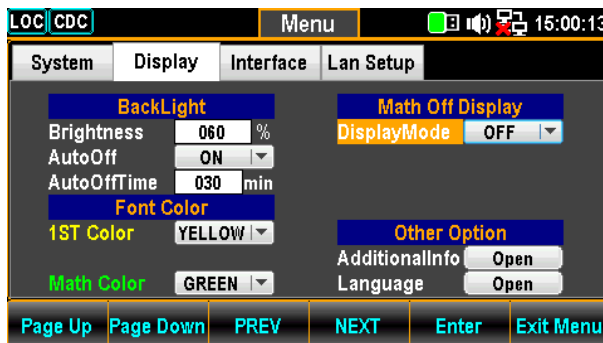 LOC CDC Menu 15:00:13
System Display Interface Lan Setup
BackLight
Brightness 060 %
AutoOff ON
AutoOffTime 030 min
Font Color
1ST Color YELLOW
Math Color GREEN
Math Off Display
DisplayMode OFF
Other Option
AdditionalInfo Open
Language Open
Page Up Page Down PREV NEXT Enter Exit Menu